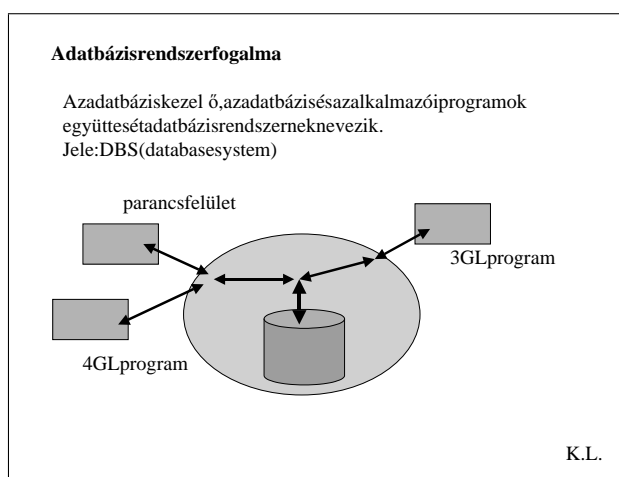 Adatbázisrendszerfogalma
Azadatbáziskezel ő,azadatbázisésazalkalmazóiprogramok
együttesétadatbázisrendszerneknevezik.
Jele:DBS(databasesystem)
parancsfelület
3GLprogram
4GLprogram
K.L.